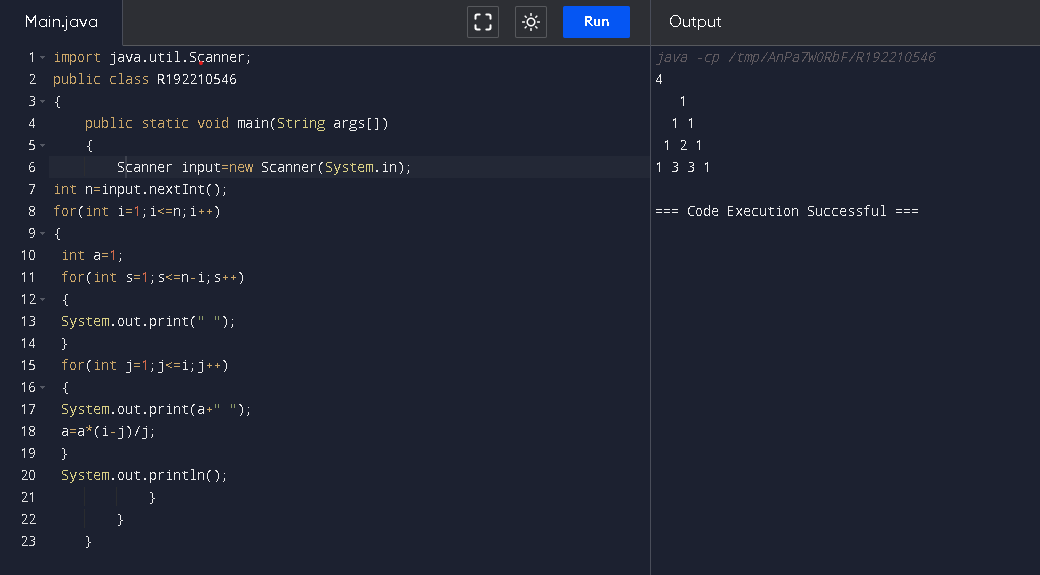 Main.java
Run
Output
1 import java.util.Scanner;
2 public class R192210546
3 {
4 public static void main(String args[])
5 {
6 Scanner input=new Scanner(System.in);
7 int n=input.nextInt();
8 for(int i=1;i<=n;i++)
9 {
10 int a=1;
11 for(int s=1;s<=n-i;s++)
12 {
13 System.out.print(" ");
14 }
15 for(int j=1;j<=i;j++)
16 {
17 System.out.print(a+" ");
18 a=a*(i-j)/j;
19 }
20 System.out.println();
21 }
22 }
23 }
java -cp /tmp/AnPa7W0RbF/R192210546
4
1
1 1
1 2 1
1 3 3 1
=== Code Execution Successful ===